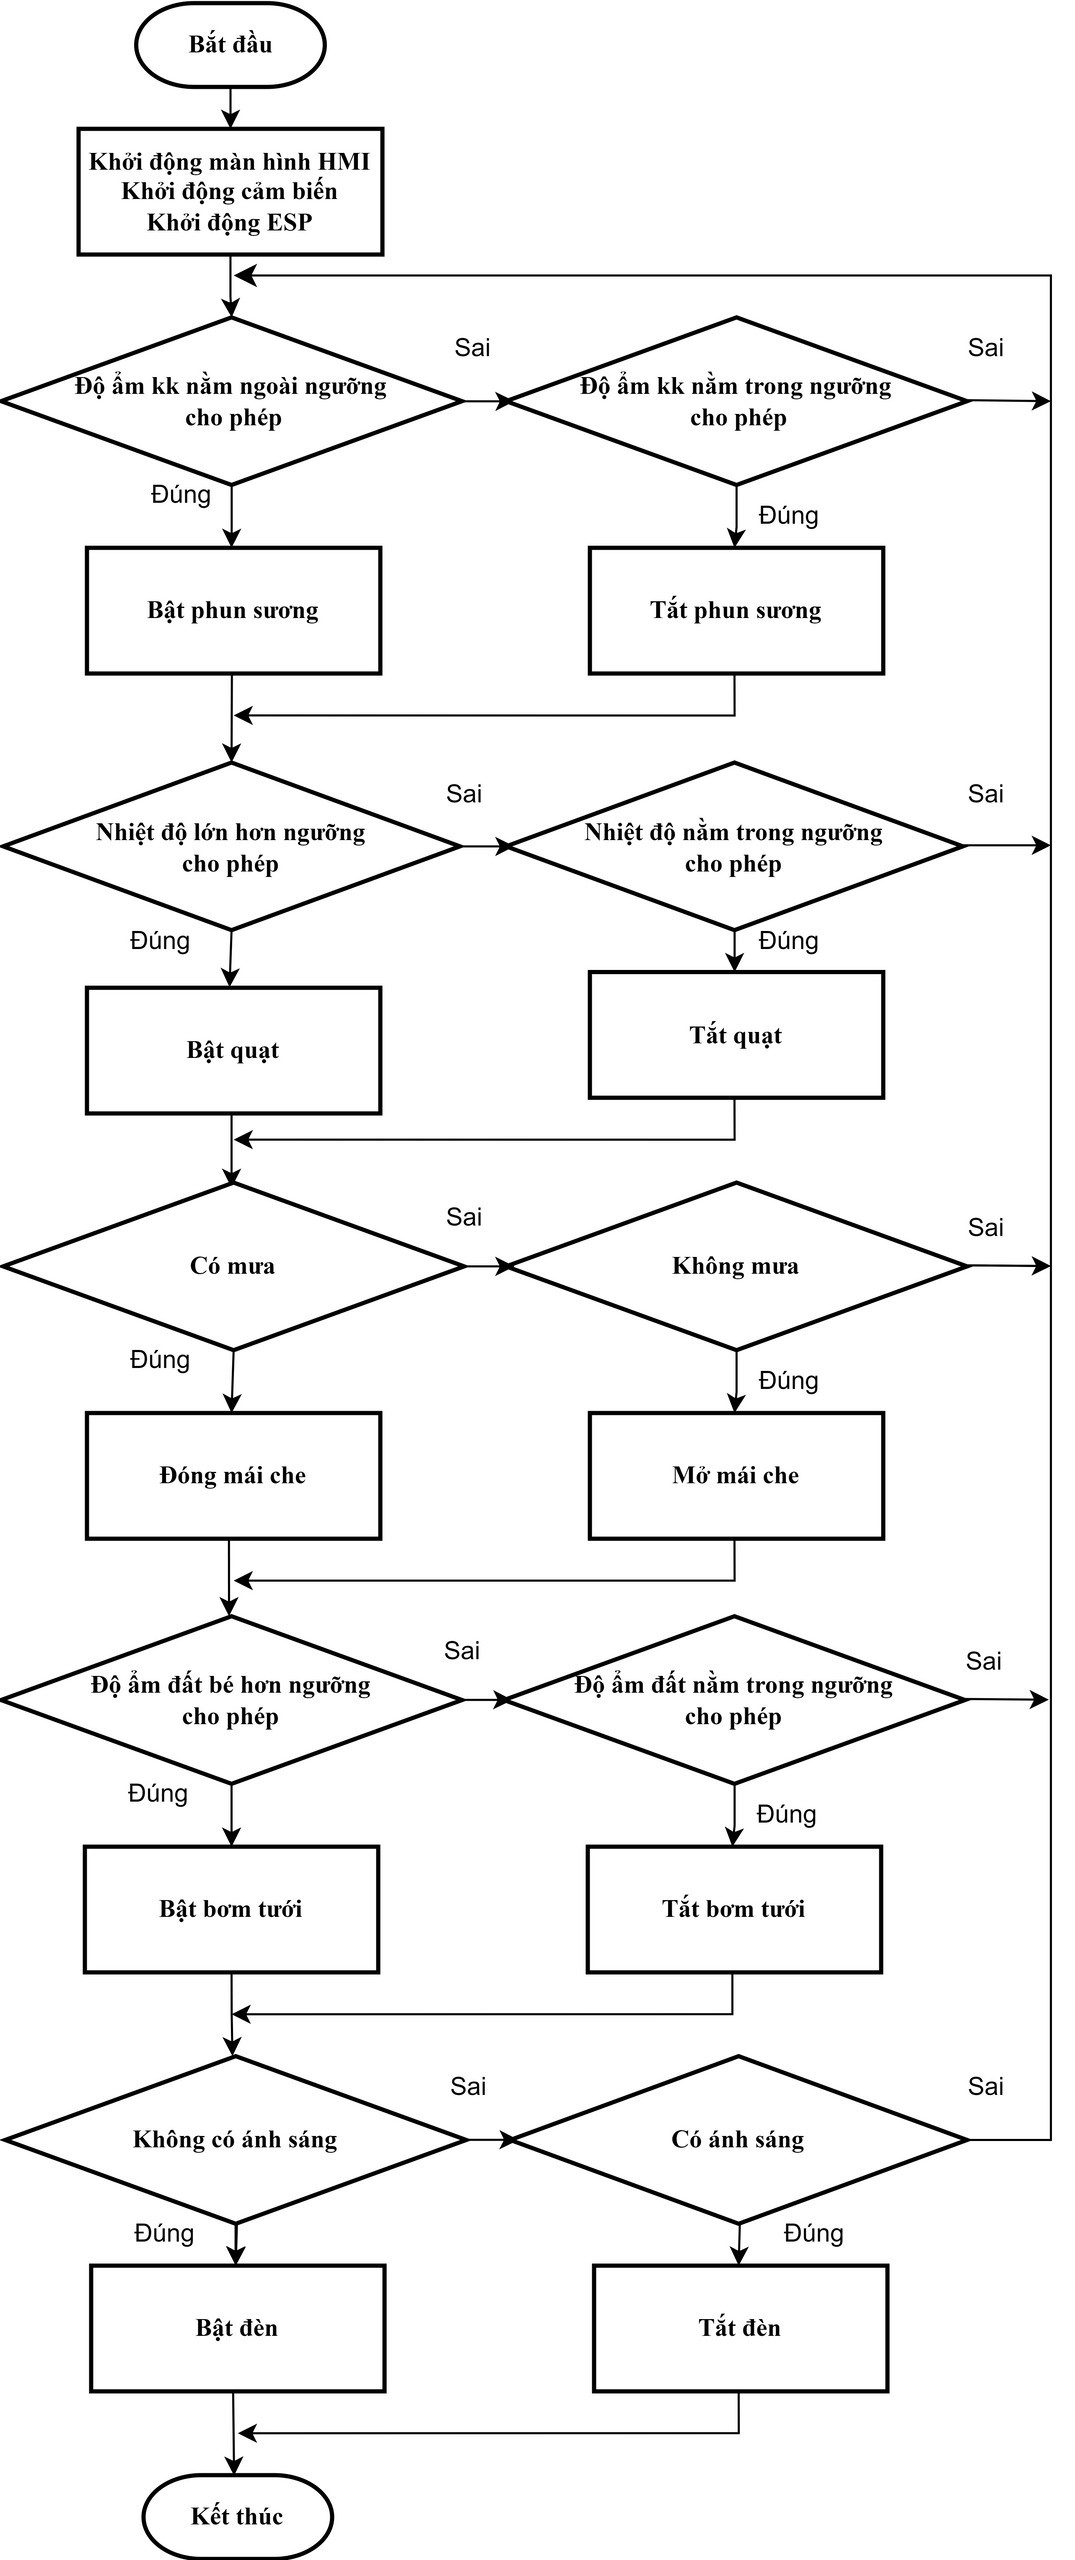 Bắt đầu
Khởi động màn hình HMI
Khởi động cảm biến
Khởi động ESP
Sai
Sai
Độ ẩm kk nằm ngoài ngưỡng
cho phép
Độ ẩm kk nằm trong ngưỡng
cho phép
Đúng
Đúng
Bật phun sương
Tắt phun sương
Sai
Sai
Nhiệt độ lớn hơn ngưỡng
cho phép
Nhiệt độ nằm trong ngưỡng
cho phép
Đúng
Đúng
Bật quạt
Tắt quạt
Sai
Sai
Có mưa
Không mưa
Đúng
Đúng
Đóng mái che
Mở mái che
Sai
Sai
Độ ẩm đất bé hơn ngưỡng
cho phép
Độ ẩm đất nằm trong ngưỡng
cho phép
Đúng
Đúng
Bật bơm tưới
Tắt bơm tưới
Sai
Sai
Không có ánh sáng
Có ánh sáng
Đúng
Đúng
Bật đèn
Tắt đèn
Kết thúc